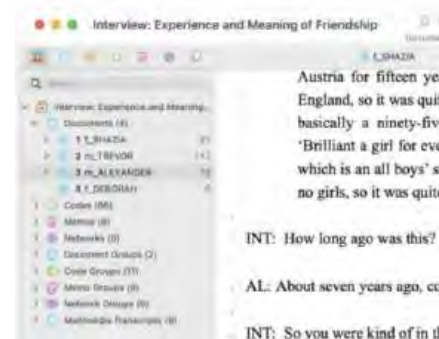 Interview: Experience and Meaning of Friendship
1_SHAZIA
Interview: Experience and Meaning...
Documents (4)
1 f_SHAZIA
2 m_TREVOR
3 m_ALEXANDER
4 f_DEBORAH
Codes
Memos (6)
Networks (0)
Document Groups (2)
Code Groups (11)
Memo Groups (0)
Network Groups (0)
Multimedia Transcripts (0)
Austria for fifteen ye
England, so it was qui
basically a ninety-fiv
'Brilliant a girl for eve
which is an all boys' s
no girls, so it was quite
INT: How long ago was this?
AL: About seven years ago, co
INT: So you were kind of in th